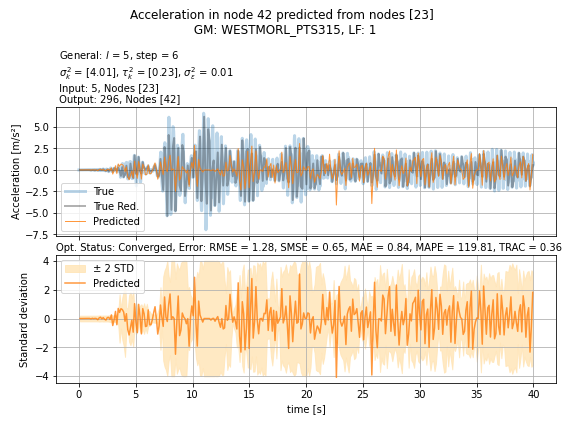 Acceleration in node 42 predicted from nodes [23]
GM: WESTMORL_PTS315, LF: 1
General: l = 5, step = 6
σ²ₖ = [4.01], τ²ₖ = [0.23], σ²ε = 0.01
Input: 5, Nodes [23]
Output: 296, Nodes [42]
Acceleration [m/s²]
5.0
2.5
0.0
−2.5
−5.0
−7.5
True
True Red.
Predicted
Opt. Status: Converged, Error: RMSE = 1.28, SMSE = 0.65, MAE = 0.84, MAPE = 119.81, TRAC = 0.36
Standard deviation
4
2
0
−2
−4
± 2 STD
Predicted
0 5 10 15 20 25 30 35 40
time [s]